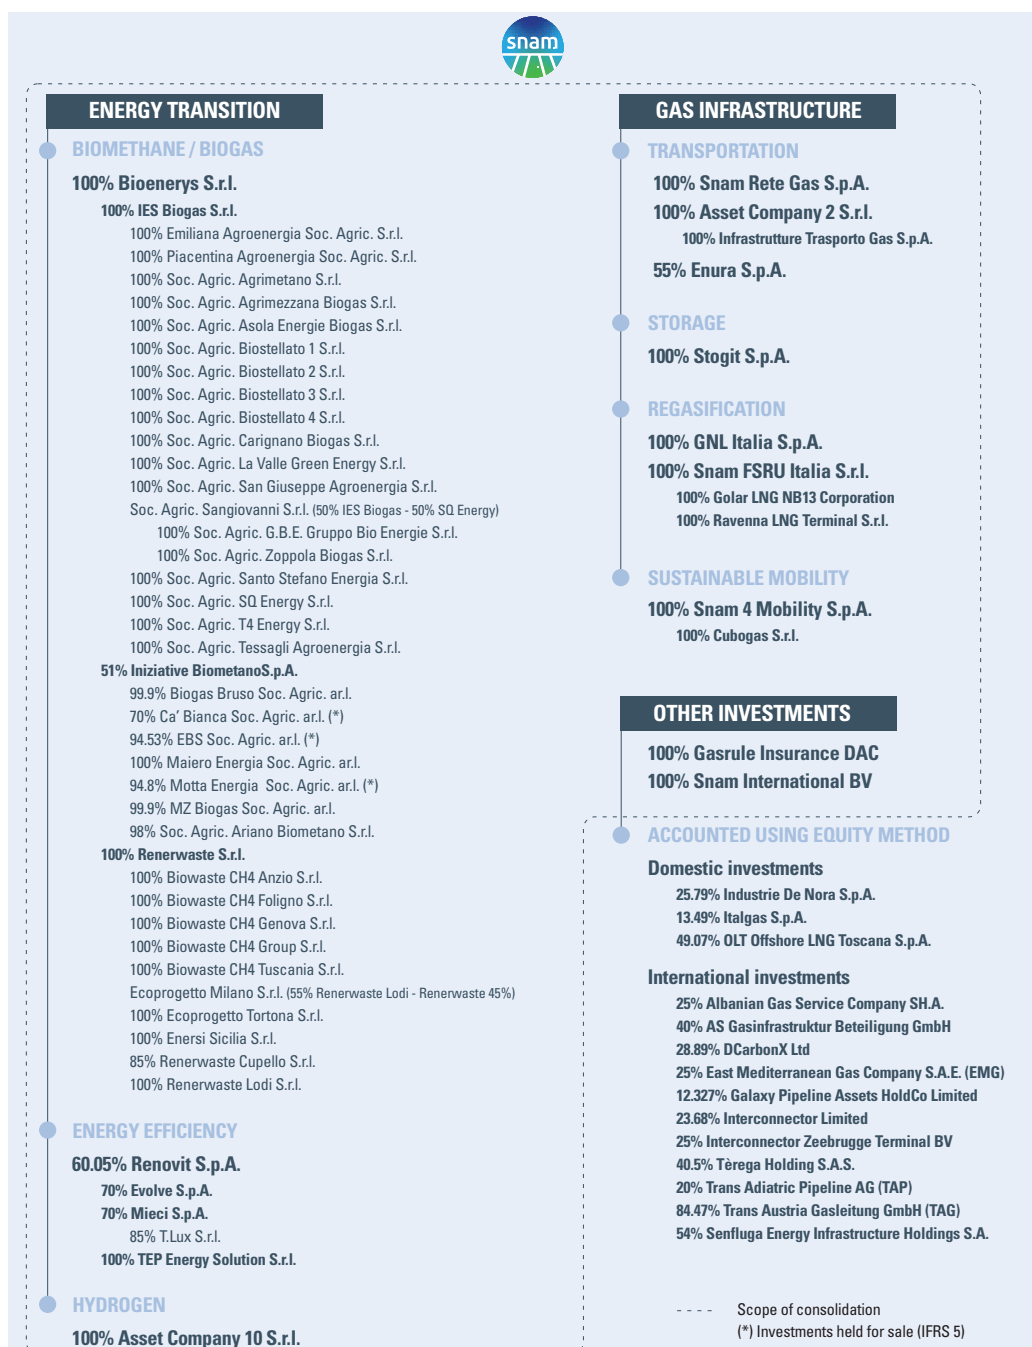 snam
ENERGY TRANSITION
BIOMETHANE / BIOGAS
100% Bioenerys S.r.l.
100% IES Biogas S.r.l.
100% Emiliana Agroenergia Soc. Agric. S.r.l.
100% Piacentina Agroenergia Soc. Agric. S.r.l.
100% Soc. Agric. Agrimetano S.r.l.
100% Soc. Agric. Agrimezzana Biogas S.r.l.
100% Soc. Agric. Asola Energie Biogas S.r.l.
100% Soc. Agric. Biostellato 1 S.r.l.
100% Soc. Agric. Biostellato 2 S.r.l.
100% Soc. Agric. Biostellato 3 S.r.l.
100% Soc. Agric. Biostellato 4 S.r.l.
100% Soc. Agric. Carignano Biogas S.r.l.
100% Soc. Agric. La Valle Green Energy S.r.l.
100% Soc. Agric. San Giuseppe Agroenergia S.r.l.
Soc. Agric. Sangiovanni S.r.l. (50% IES Biogas - 50% SQ Energy)
100% Soc. Agric. G.B.E. Gruppo Bio Energie S.r.l.
100% Soc. Agric. Zoppola Biogas S.r.l.
100% Soc. Agric. Santo Stefano Energia S.r.l.
100% Soc. Agric. SQ Energy S.r.l.
100% Soc. Agric. T4 Energy S.r.l.
100% Soc. Agric. Tessagli Agroenergia S.r.l.
51% Iniziative BiometanoS.p.A.
99.9% Biogas Bruso Soc. Agric. ar.l.
70% Ca' Bianca Soc. Agric. ar.l. (*)
94.53% EBS Soc. Agric. ar.l. (*)
100% Maiero Energia Soc. Agric. ar.l.
94.8% Motta Energia Soc. Agric. ar.l. (*)
99.9% MZ Biogas Soc. Agric. ar.l.
98% Soc. Agric. Ariano Biometano S.r.l.
100% Renerwaste S.r.l.
100% Biowaste CH4 Anzio S.r.l.
100% Biowaste CH4 Foligno S.r.l.
100% Biowaste CH4 Genova S.r.l.
100% Biowaste CH4 Group S.r.l.
100% Biowaste CH4 Tuscania S.r.l.
Ecoprogetto Milano S.r.l. (55% Renerwaste Lodi - Renerwaste 45%)
100% Ecoprogetto Tortona S.r.l.
100% Enersi Sicilia S.r.l.
85% Renerwaste Cupello S.r.l.
100% Renerwaste Lodi S.r.l.
ENERGY EFFICIENCY
60.05% Renovit S.p.A.
70% Evolve S.p.A.
70% Mieci S.p.A.
85% T.Lux S.r.l.
100% TEP Energy Solution S.r.l.
HYDROGEN
100% Asset Company 10 S.r.l.
GAS INFRASTRUCTURE
TRANSPORTATION
100% Snam Rete Gas S.p.A.
100% Asset Company 2 S.r.l.
100% Infrastrutture Trasporto Gas S.p.A.
55% Enura S.p.A.
STORAGE
100% Stogit S.p.A.
REGASIFICATION
100% GNL Italia S.p.A.
100% Snam FSRU Italia S.r.l.
100% Golar LNG NB13 Corporation
100% Ravenna LNG Terminal S.r.l.
SUSTAINABLE MOBILITY
100% Snam 4 Mobility S.p.A.
100% Cubogas S.r.l.
OTHER INVESTMENTS
100% Gasrule Insurance DAC
100% Snam International BV
ACCOUNTED USING EQUITY METHOD
Domestic investments
25.79% Industrie De Nora S.p.A.
13.49% Italgas S.p.A.
49.07% OLT Offshore LNG Toscana S.p.A.
International investments
25% Albanian Gas Service Company SH.A.
40% AS Gasinfrastruktur Beteiligung GmbH
28.89% DCarbonX Ltd
25% East Mediterranean Gas Company S.A.E. (EMG)
12.327% Galaxy Pipeline Assets HoldCo Limited
23.68% Interconnector Limited
25% Interconnector Zeebrugge Terminal BV
40.5% Tèrega Holding S.A.S.
20% Trans Adiatric Pipeline AG (TAP)
84.47% Trans Austria Gasleitung GmbH (TAG)
54% Senfluga Energy Infrastructure Holdings S.A.
- - - - Scope of consolidation
(*) Investments held for sale (IFRS 5)